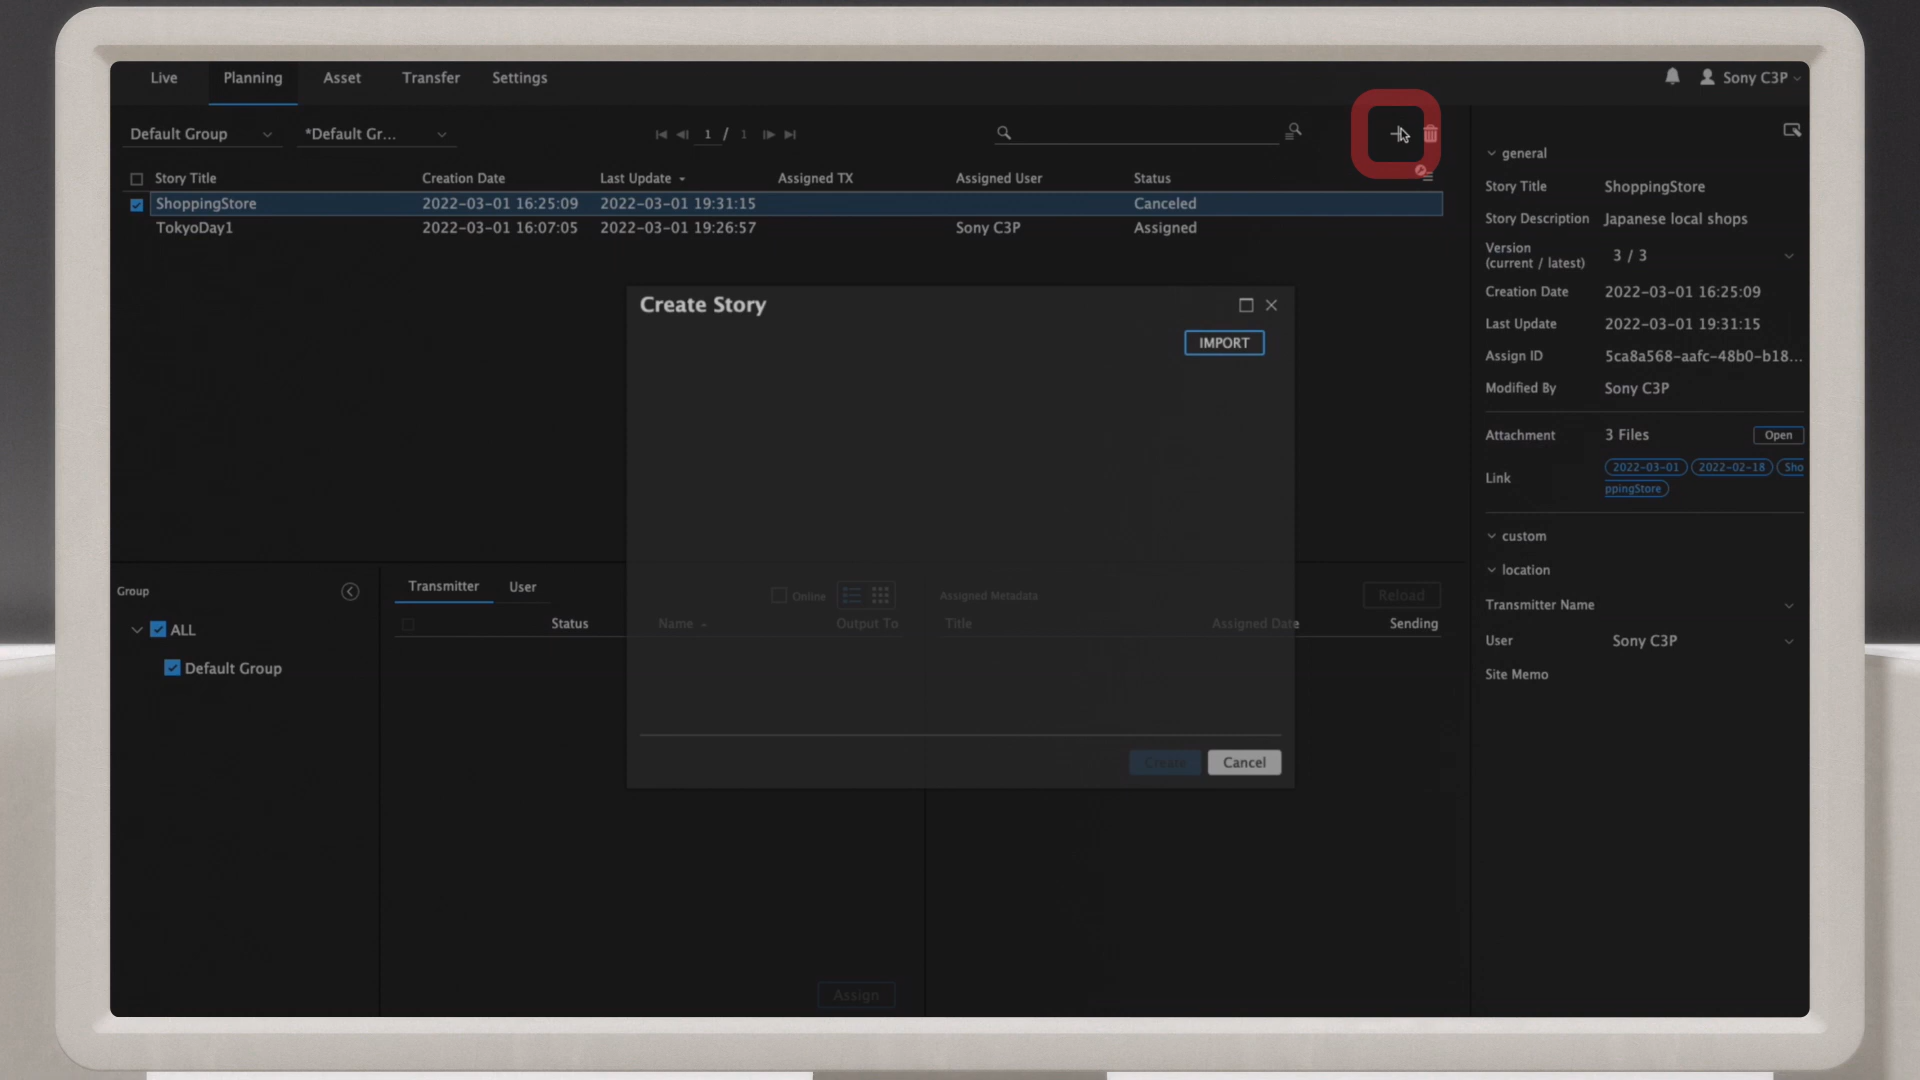 Live Planning Asset Transfer Settings Sony C3P
Default Group *Default Gr... 1 / 1
Story Title Creation Date Last Update Assigned TX Assigned User Status
ShoppingStore 2022-03-01 16:25:09 2022-03-01 19:31:15 Canceled
TokyoDay1 2022-03-01 16:07:05 2022-03-01 19:26:57 Sony C3P Assigned
Create Story
IMPORT
Create Cancel
Group
ALL
Default Group
Transmitter User Online Assigned Metadata Reload
Status Name Output To Title Assigned Date Sending
Assign
general
Story Title ShoppingStore
Story Description Japanese local shops
Version
(current / latest) 3 / 3
Creation Date 2022-03-01 16:25:09
Last Update 2022-03-01 19:31:15
Assign ID 5ca8a568-aafc-48b0-b18...
Modified By Sony C3P
Attachment 3 Files Open
Link 2022-03-01 2022-02-18 Sho
ppingStore
custom
location
Transmitter Name
User Sony C3P
Site Memo